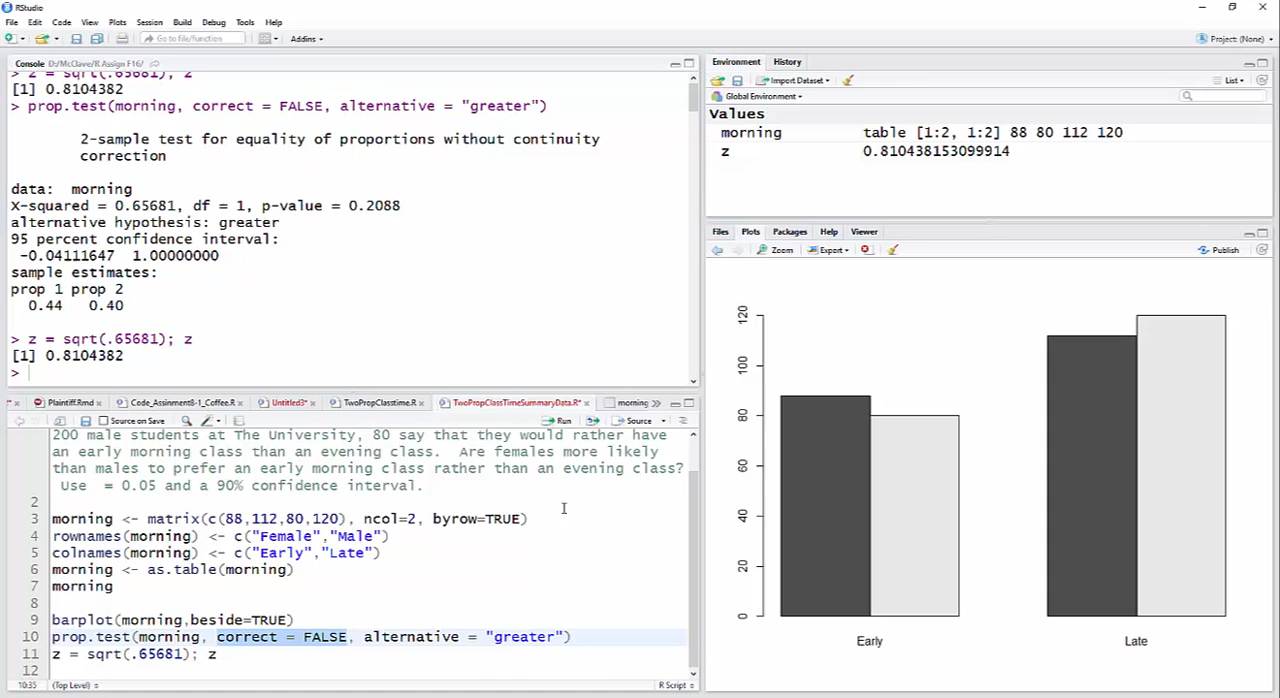 RStudio
File Edit Code View Plots Session Build Debug Tools Help
Go to file/function Addins Project: (None)
Console D:/McClave/R Assign F16/
> z = sqrt(.65681); z
[1] 0.8104382
> prop.test(morning, correct = FALSE, alternative = "greater")
2-sample test for equality of proportions without continuity
correction
data: morning
X-squared = 0.65681, df = 1, p-value = 0.2088
alternative hypothesis: greater
95 percent confidence interval:
-0.04111647 1.00000000
sample estimates:
prop 1 prop 2
0.44 0.40
> z = sqrt(.65681); z
[1] 0.8104382
>
Plaintiff.Rmd Code_Assinment8-1_Coffee.R Untitled3* TwoPropClasstime.R TwoPropClassTimeSummaryData.R* morning
Source on Save Run Source
200 male students at The University, 80 say that they would rather have
an early morning class than an evening class. Are females more likely
than males to prefer an early morning class rather than an evening class?
Use = 0.05 and a 90% confidence interval.
2
3 morning <- matrix(c(88,112,80,120), ncol=2, byrow=TRUE)
4 rownames(morning) <- c("Female","Male")
5 colnames(morning) <- c("Early","Late")
6 morning <- as.table(morning)
7 morning
8
9 barplot(morning,beside=TRUE)
10 prop.test(morning, correct = FALSE, alternative = "greater")
11 z = sqrt(.65681); z
12
10:35 (Top Level) R Script
Environment History
Import Dataset List
Global Environment
Values
morning table [1:2, 1:2] 88 80 112 120
z 0.810438153099914
Files Plots Packages Help Viewer
Zoom Export Publish
120
100
80
60
40
20
0
Early Late